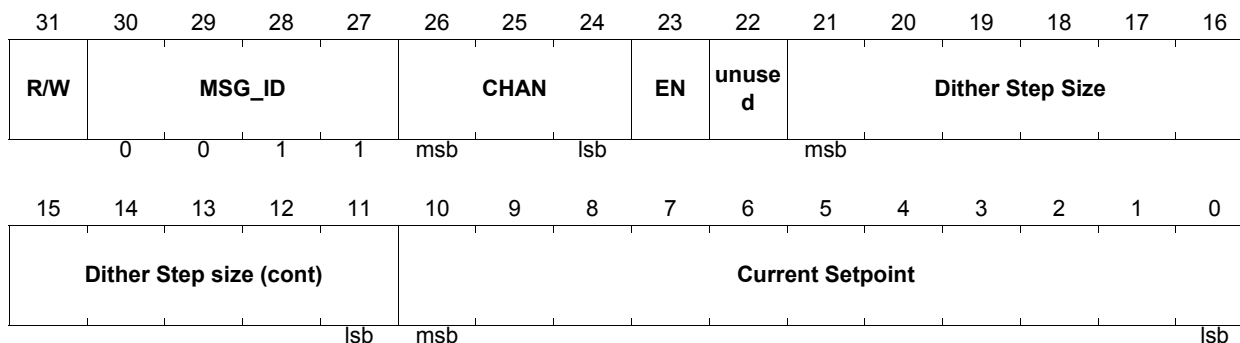 31 30 29 28 27 26 25 24 23 22 21 20 19 18 17 16
R/W MSG_ID CHAN EN unuse Dither Step Size
d
0 0 1 1 msb lsb msb
15 14 13 12 11 10 9 8 7 6 5 4 3 2 1 0
Dither Step size (cont) Current Setpoint
lsb msb lsb